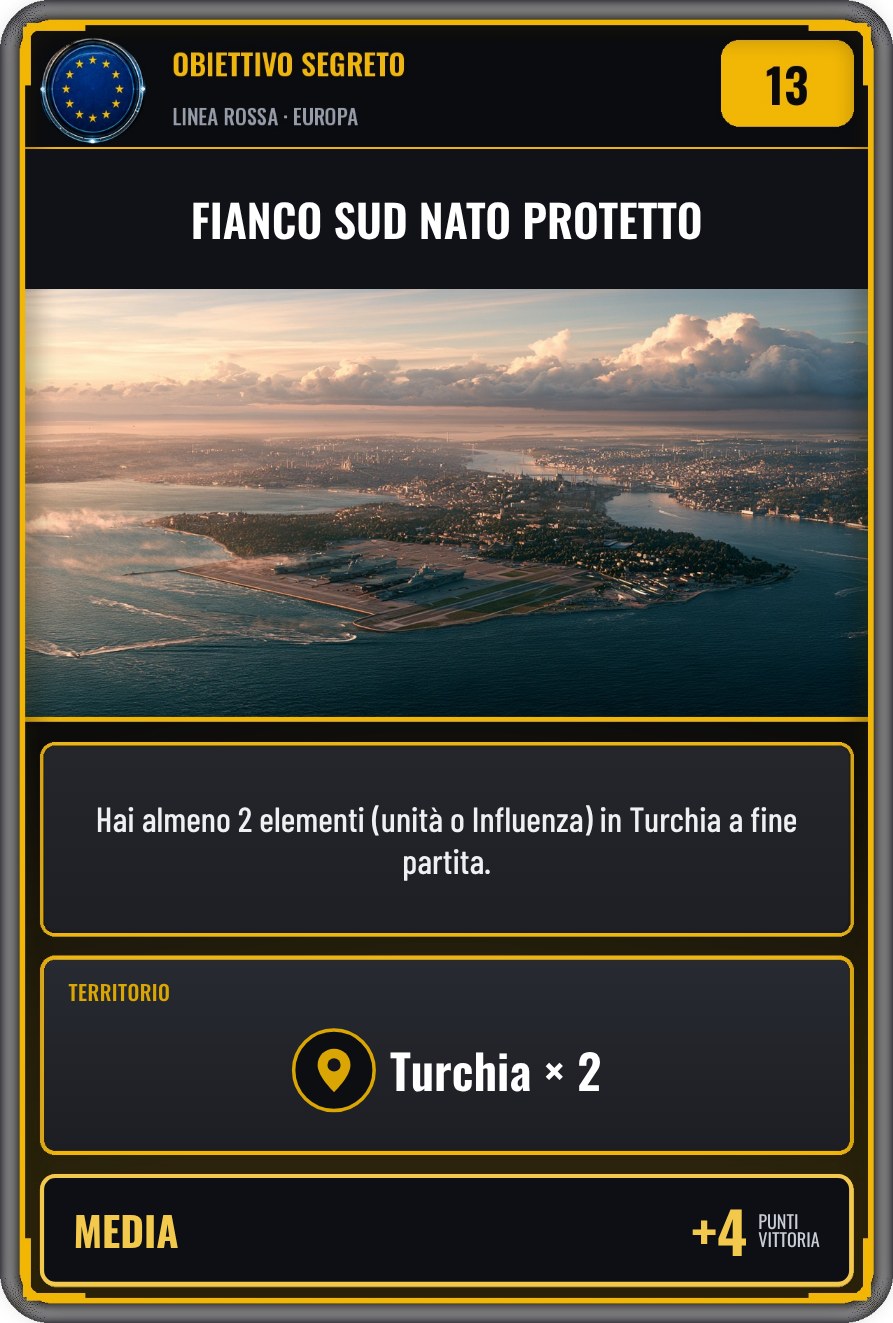 OBIETTIVO SEGRETO
LINEA ROSSA · EUROPA
13
FIANCO SUD NATO PROTETTO
Hai almeno 2 elementi (unità o Influenza) in Turchia a fine
partita.
TERRITORIO
Turchia × 2
MEDIA
+4
PUNTI
VITTORIA